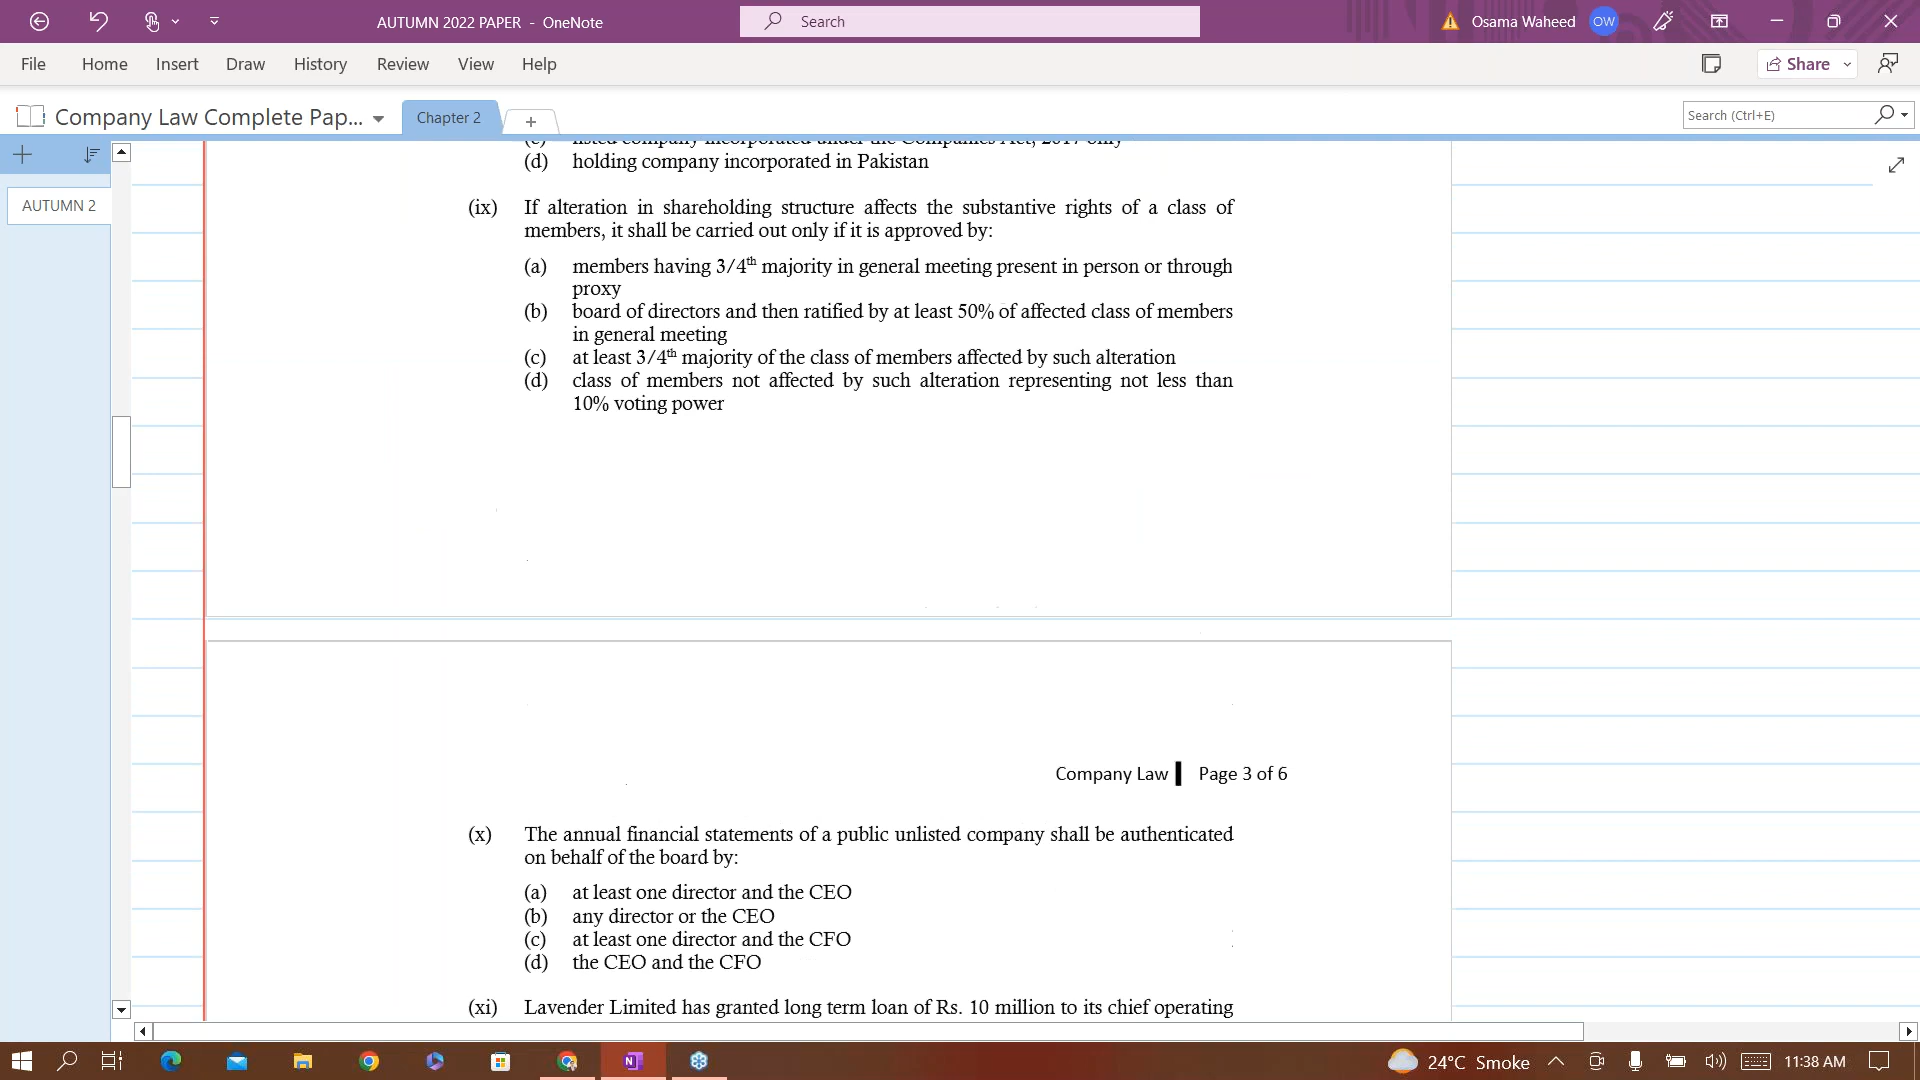 AUTUMN 2022 PAPER - OneNote
Search
Osama Waheed OW
File Home Insert Draw History Review View Help
Share
Company Law Complete Pap...
Chapter 2
Search (Ctrl+E)
AUTUMN 2
listed company incorporated under the Companies Act, 2017 only
(d) holding company incorporated in Pakistan
(ix) If alteration in shareholding structure affects the substantive rights of a class of
members, it shall be carried out only if it is approved by:
(a) members having 3/4th majority in general meeting present in person or through
proxy
(b) board of directors and then ratified by at least 50% of affected class of members
in general meeting
(c) at least 3/4th majority of the class of members affected by such alteration
(d) class of members not affected by such alteration representing not less than
10% voting power
Company Law Page 3 of 6
(x) The annual financial statements of a public unlisted company shall be authenticated
on behalf of the board by:
(a) at least one director and the CEO
(b) any director or the CEO
(c) at least one director and the CFO
(d) the CEO and the CFO
(xi) Lavender Limited has granted long term loan of Rs. 10 million to its chief operating
24°C Smoke
11:38 AM